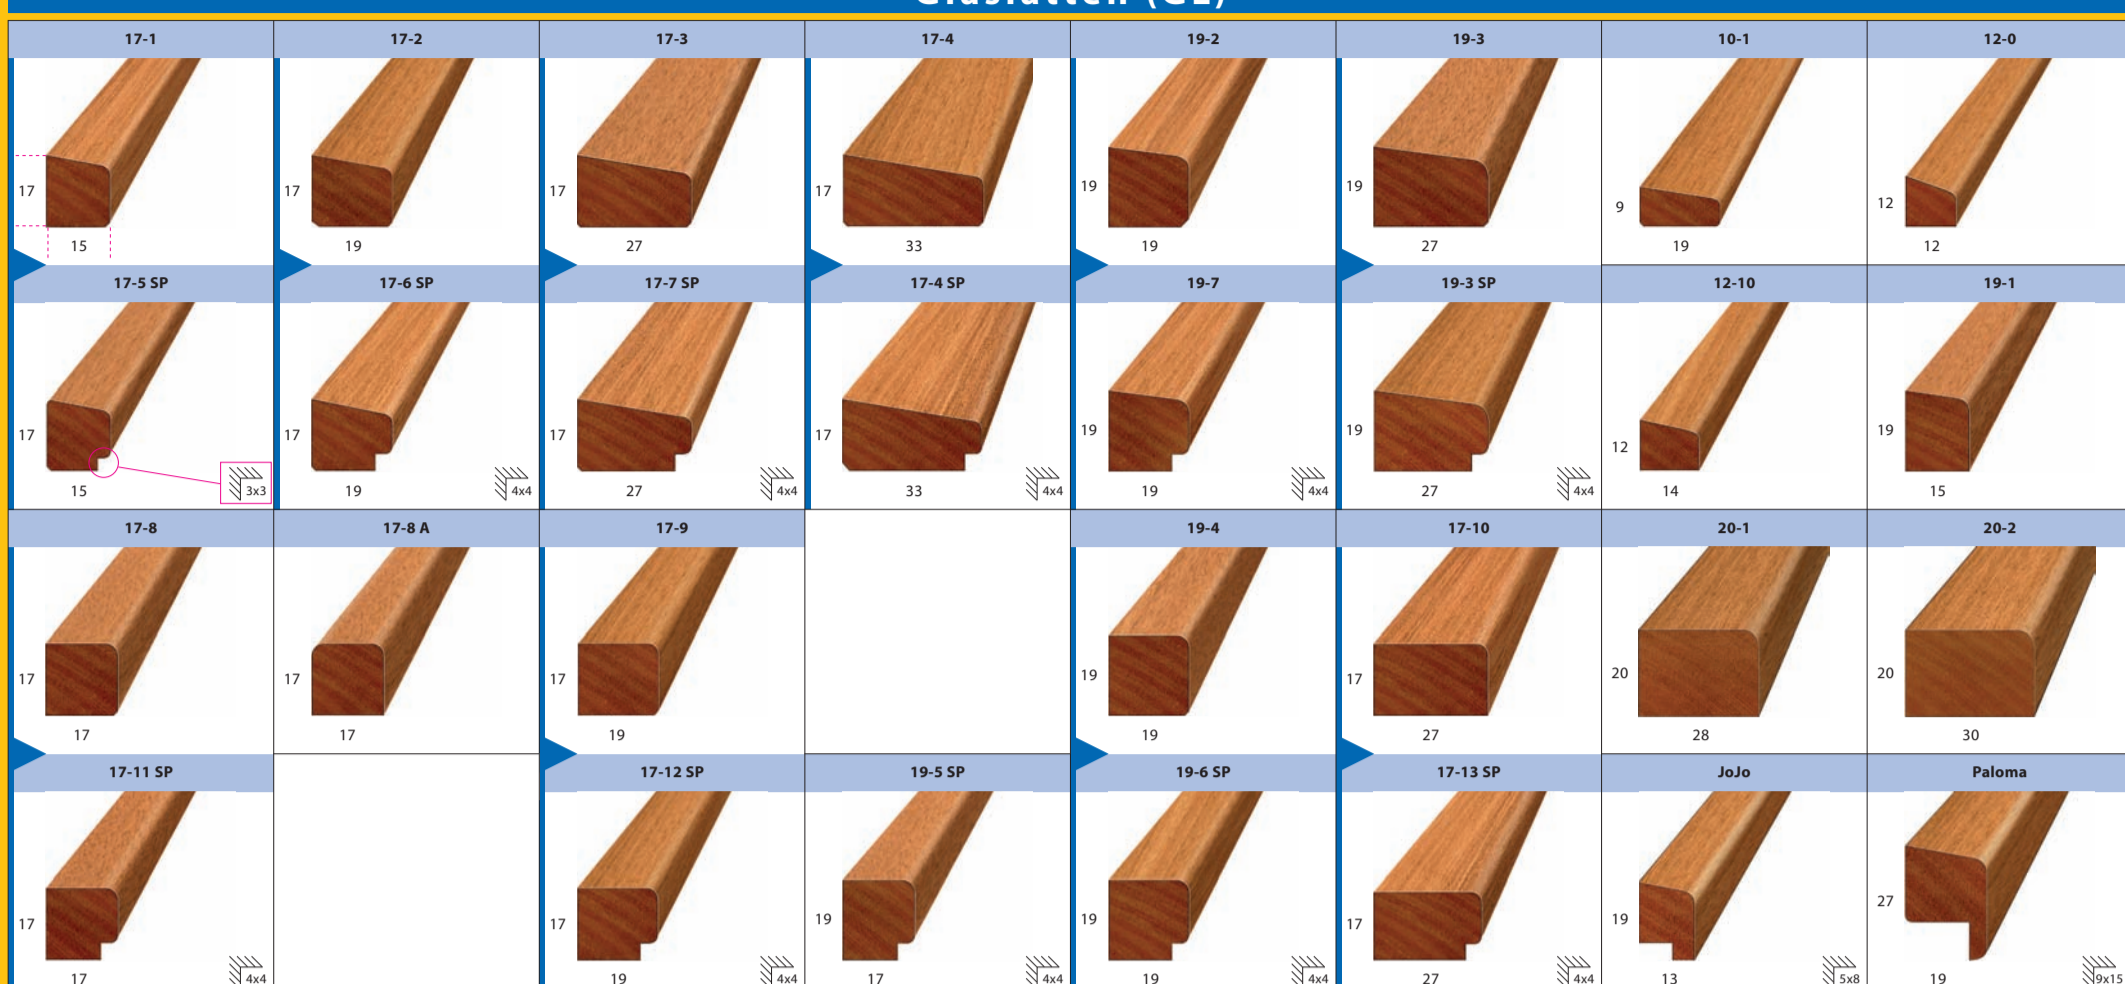 17-1 17-2 17-3 17-4 19-2 19-3 10-1 12-0
17 17 17 17 19 19 9 12
15 19 27 33 19 27 19 12
17-5 SP 17-6 SP 17-7 SP 17-4 SP 19-7 19-3 SP 12-10 19-1
17 17 17 17 19 19 12 19
15 3x3 19 4x4 27 4x4 33 4x4 19 4x4 27 4x4 14 15
17-8 17-8 A 17-9 19-4 17-10 20-1 20-2
17 17 17 19 17 20 20
17 17 19 19 27 28 30
17-11 SP 17-12 SP 19-5 SP 19-6 SP 17-13 SP JoJo Paloma
17 17 19 19 17 19 27
17 4x4 19 4x4 17 4x4 19 4x4 27 4x4 13 5x8 19 9x15